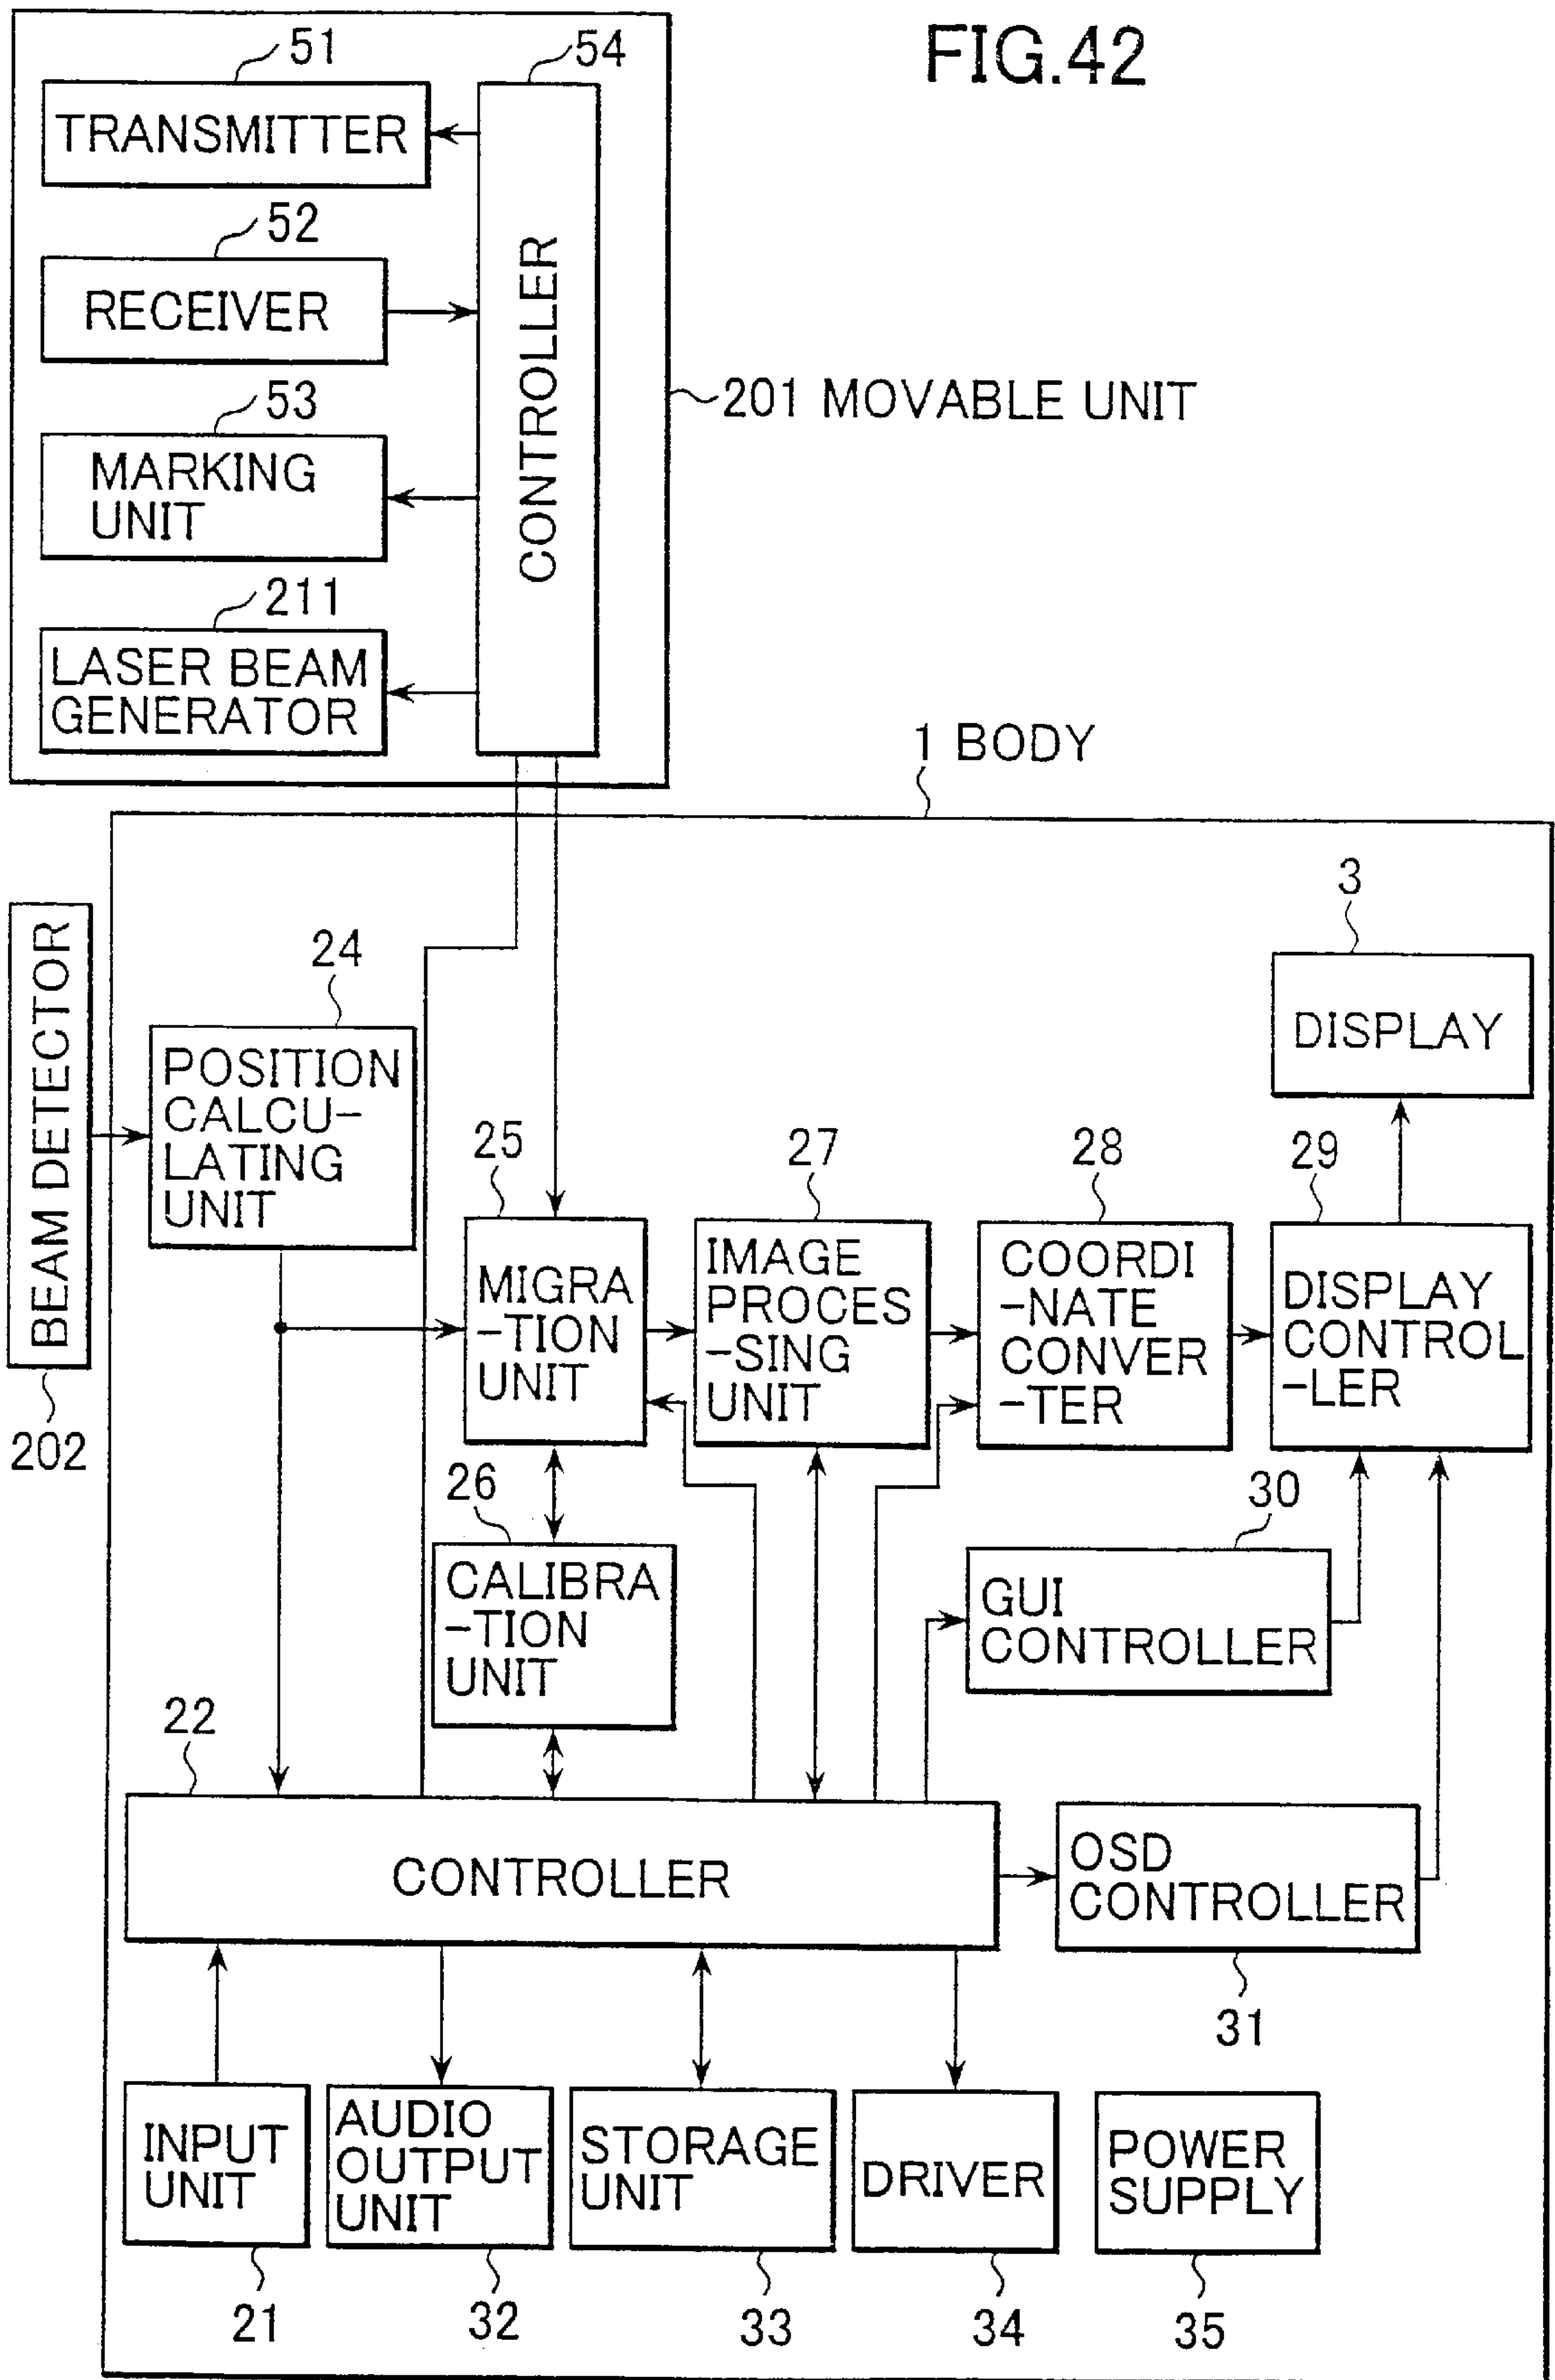 FIG.42
51
54
TRANSMITTER
52
RECEIVER
CONTROLLER
53
201 MOVABLE UNIT
MARKING
UNIT
211
LASER BEAM
GENERATOR
1 BODY
3
DISPLAY
BEAM DETECTOR
202
24
POSITION
CALCU-
LATING
UNIT
25
MIGRA
-TION
UNIT
27
IMAGE
PROCES
-SING
UNIT
28
COORDI
-NATE
CONVER
-TER
29
DISPLAY
CONTROL
-LER
26
CALIBRA
-TION
UNIT
30
GUI
CONTROLLER
22
CONTROLLER
OSD
CONTROLLER
31
INPUT
UNIT
21
AUDIO
OUTPUT
UNIT
32
STORAGE
UNIT
33
DRIVER
34
POWER
SUPPLY
35